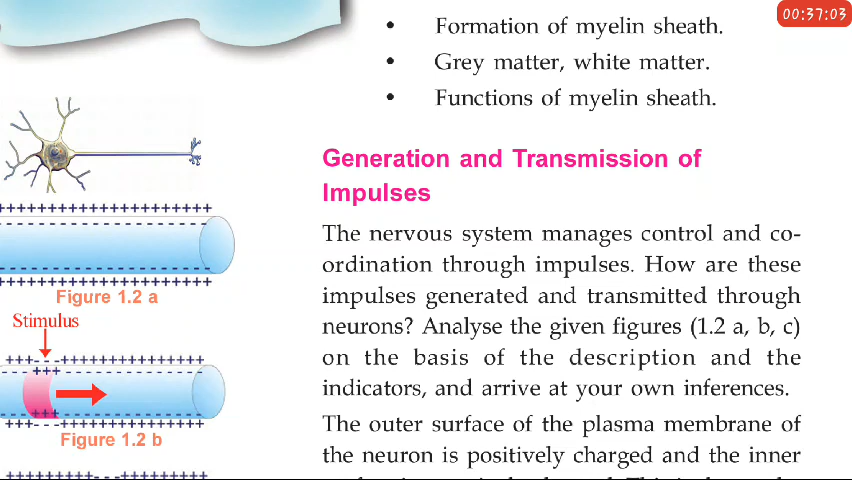 00:37:03
• Formation of myelin sheath.
• Grey matter, white matter.
• Functions of myelin sheath.
Generation and Transmission of
Impulses
The nervous system manages control and co-
ordination through impulses. How are these
impulses generated and transmitted through
neurons? Analyse the given figures (1.2 a, b, c)
on the basis of the description and the
indicators, and arrive at your own inferences.
The outer surface of the plasma membrane of
the neuron is positively charged and the inner
Figure 1.2 a
Stimulus
Figure 1.2 b